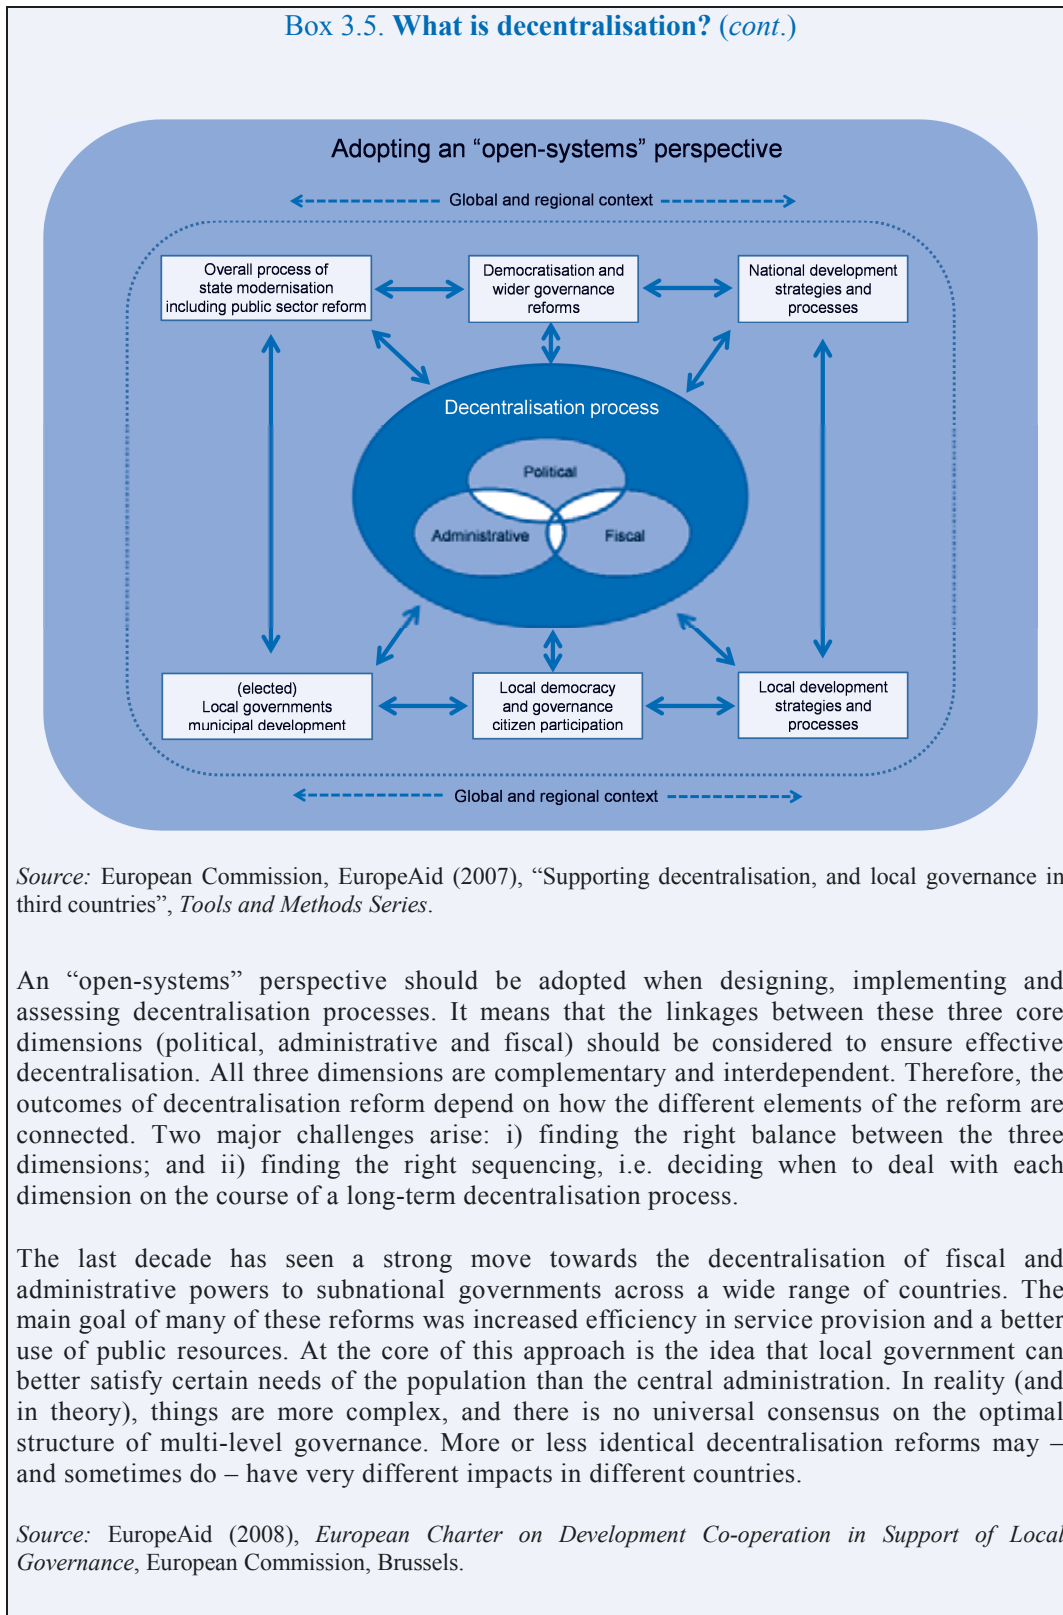 Box 3.5. What is decentralisation? (cont.)
Adopting an “open-systems” perspective
Global and regional context
Overall process of
state modernisation
including public sector reform
Democratisation and
wider governance
reforms
National development
strategies and
processes
Decentralisation process
Political
Administrative
Fiscal
(elected)
Local governments
municipal development
Local democracy
and governance
citizen participation
Local development
strategies and
processes
Global and regional context
Source: European Commission, EuropeAid (2007), “Supporting decentralisation, and local governance in
third countries”, Tools and Methods Series.
An “open-systems” perspective should be adopted when designing, implementing and
assessing decentralisation processes. It means that the linkages between these three core
dimensions (political, administrative and fiscal) should be considered to ensure effective
decentralisation. All three dimensions are complementary and interdependent. Therefore, the
outcomes of decentralisation reform depend on how the different elements of the reform are
connected. Two major challenges arise: i) finding the right balance between the three
dimensions; and ii) finding the right sequencing, i.e. deciding when to deal with each
dimension on the course of a long-term decentralisation process.
The last decade has seen a strong move towards the decentralisation of fiscal and
administrative powers to subnational governments across a wide range of countries. The
main goal of many of these reforms was increased efficiency in service provision and a better
use of public resources. At the core of this approach is the idea that local government can
better satisfy certain needs of the population than the central administration. In reality (and
in theory), things are more complex, and there is no universal consensus on the optimal
structure of multi-level governance. More or less identical decentralisation reforms may –
and sometimes do – have very different impacts in different countries.
Source: EuropeAid (2008), European Charter on Development Co-operation in Support of Local
Governance, European Commission, Brussels.